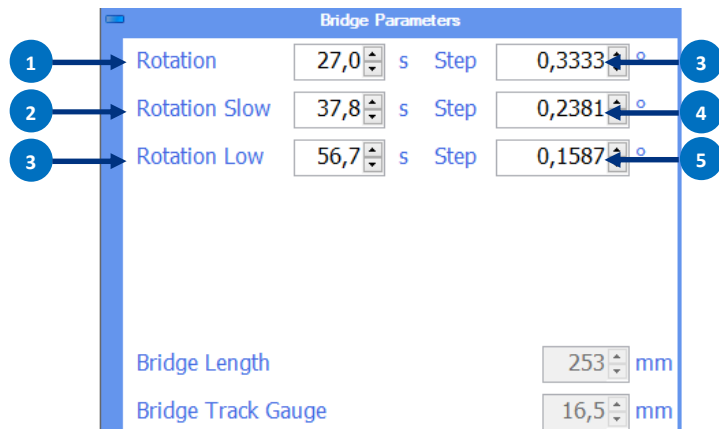 Bridge Parameters
1 Rotation 27,0 s Step 0,3333 ° 3
2 Rotation Slow 37,8 s Step 0,2381 ° 4
3 Rotation Low 56,7 s Step 0,1587 ° 5
Bridge Length 253 mm
Bridge Track Gauge 16,5 mm